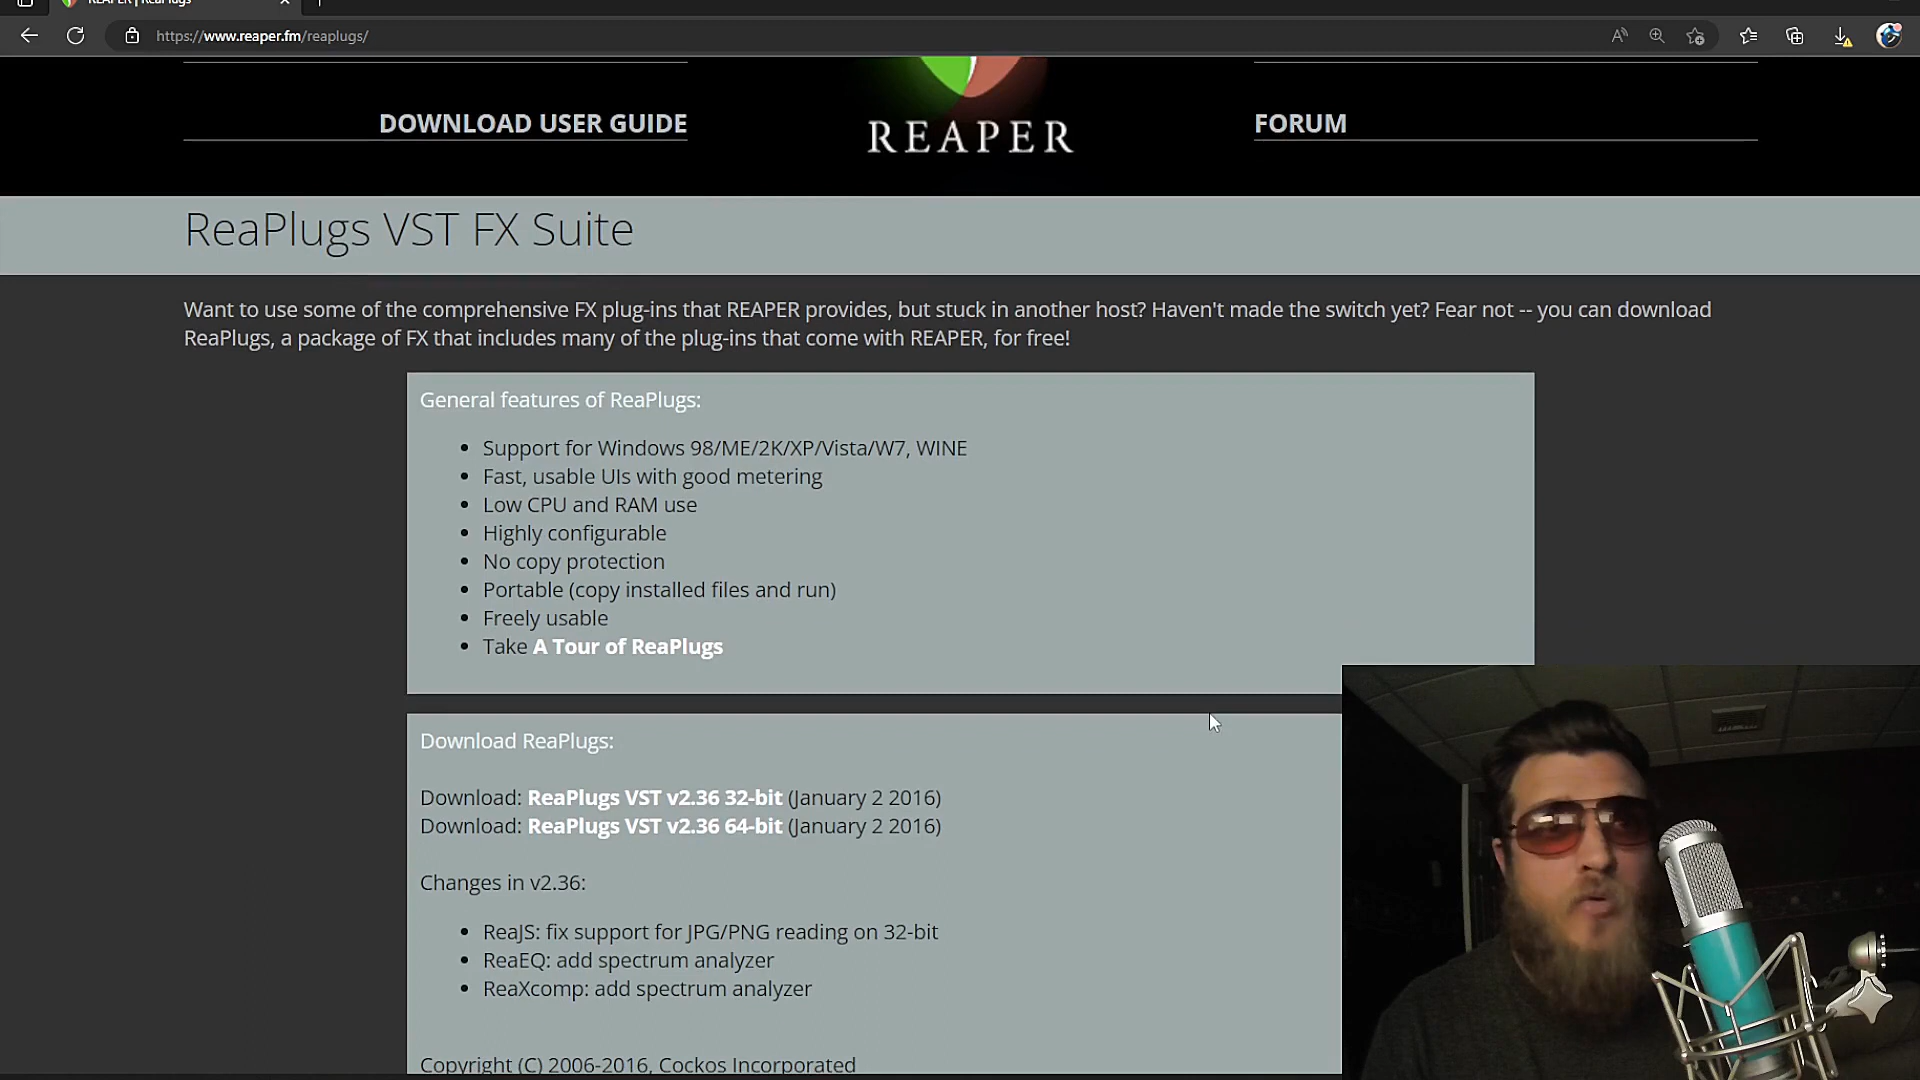 REAPER | ReaPlugs
https://www.reaper.fm/reaplugs/
DOWNLOAD USER GUIDE
REAPER
FORUM
ReaPlugs VST FX Suite
Want to use some of the comprehensive FX plug-ins that REAPER provides, but stuck in another host? Haven't made the switch yet? Fear not -- you can download
ReaPlugs, a package of FX that includes many of the plug-ins that come with REAPER, for free!
General features of ReaPlugs:
• Support for Windows 98/ME/2K/XP/Vista/W7, WINE
• Fast, usable UIs with good metering
• Low CPU and RAM use
• Highly configurable
• No copy protection
• Portable (copy installed files and run)
• Freely usable
• Take A Tour of ReaPlugs
Download ReaPlugs:
Download: ReaPlugs VST v2.36 32-bit (January 2 2016)
Download: ReaPlugs VST v2.36 64-bit (January 2 2016)
Changes in v2.36:
• ReaJS: fix support for JPG/PNG reading on 32-bit
• ReaEQ: add spectrum analyzer
• ReaXcomp: add spectrum analyzer
Copyright (C) 2006-2016, Cockos Incorporated